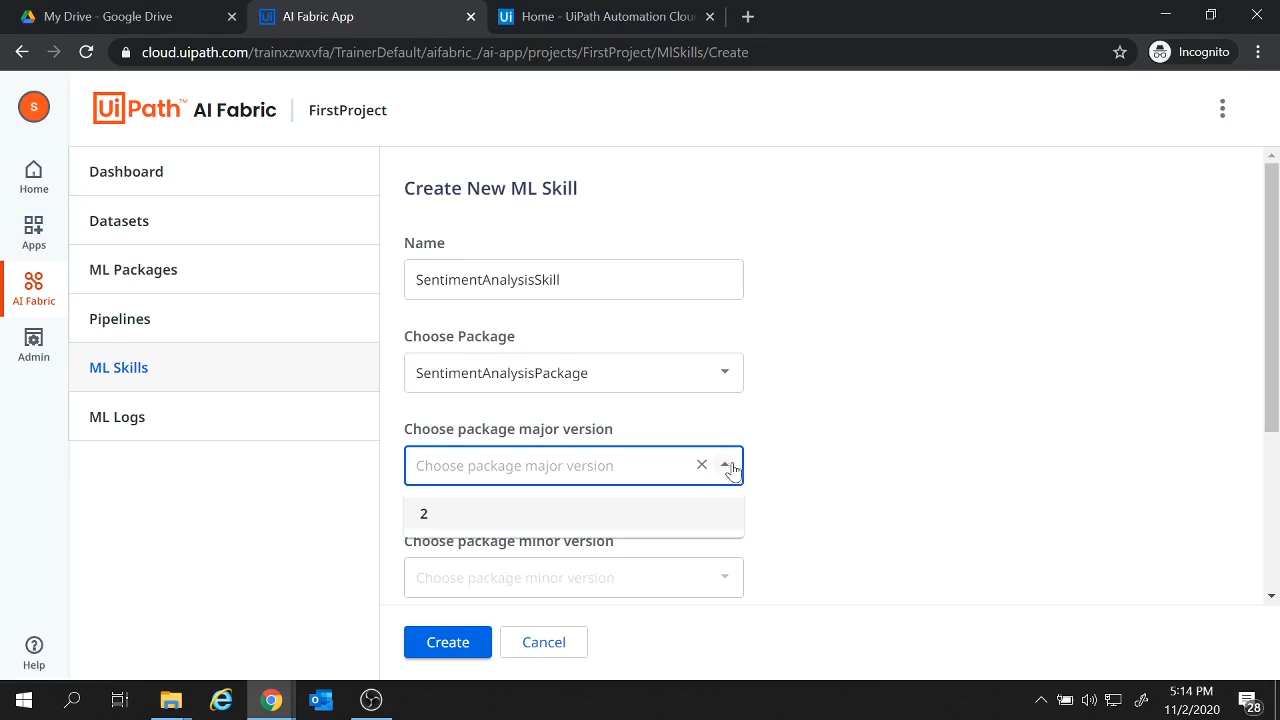 My Drive - Google Drive
AI Fabric App
Ui
Home - UiPath Automation Clou
cloud.uipath.com/trainxzwxvfa/TrainerDefault/aifabric_/ai-app/projects/FirstProject/MlSkills/Create
Incognito
S
UiPath™ AI Fabric
FirstProject
Home
Apps
AI Fabric
Admin
Help
Dashboard
Datasets
ML Packages
Pipelines
ML Skills
ML Logs
Create New ML Skill
Name
SentimentAnalysisSkill
Choose Package
SentimentAnalysisPackage
Choose package major version
Choose package major version
2
Choose package minor version
Choose package minor version
Create
Cancel
5:14 PM
11/2/2020
28